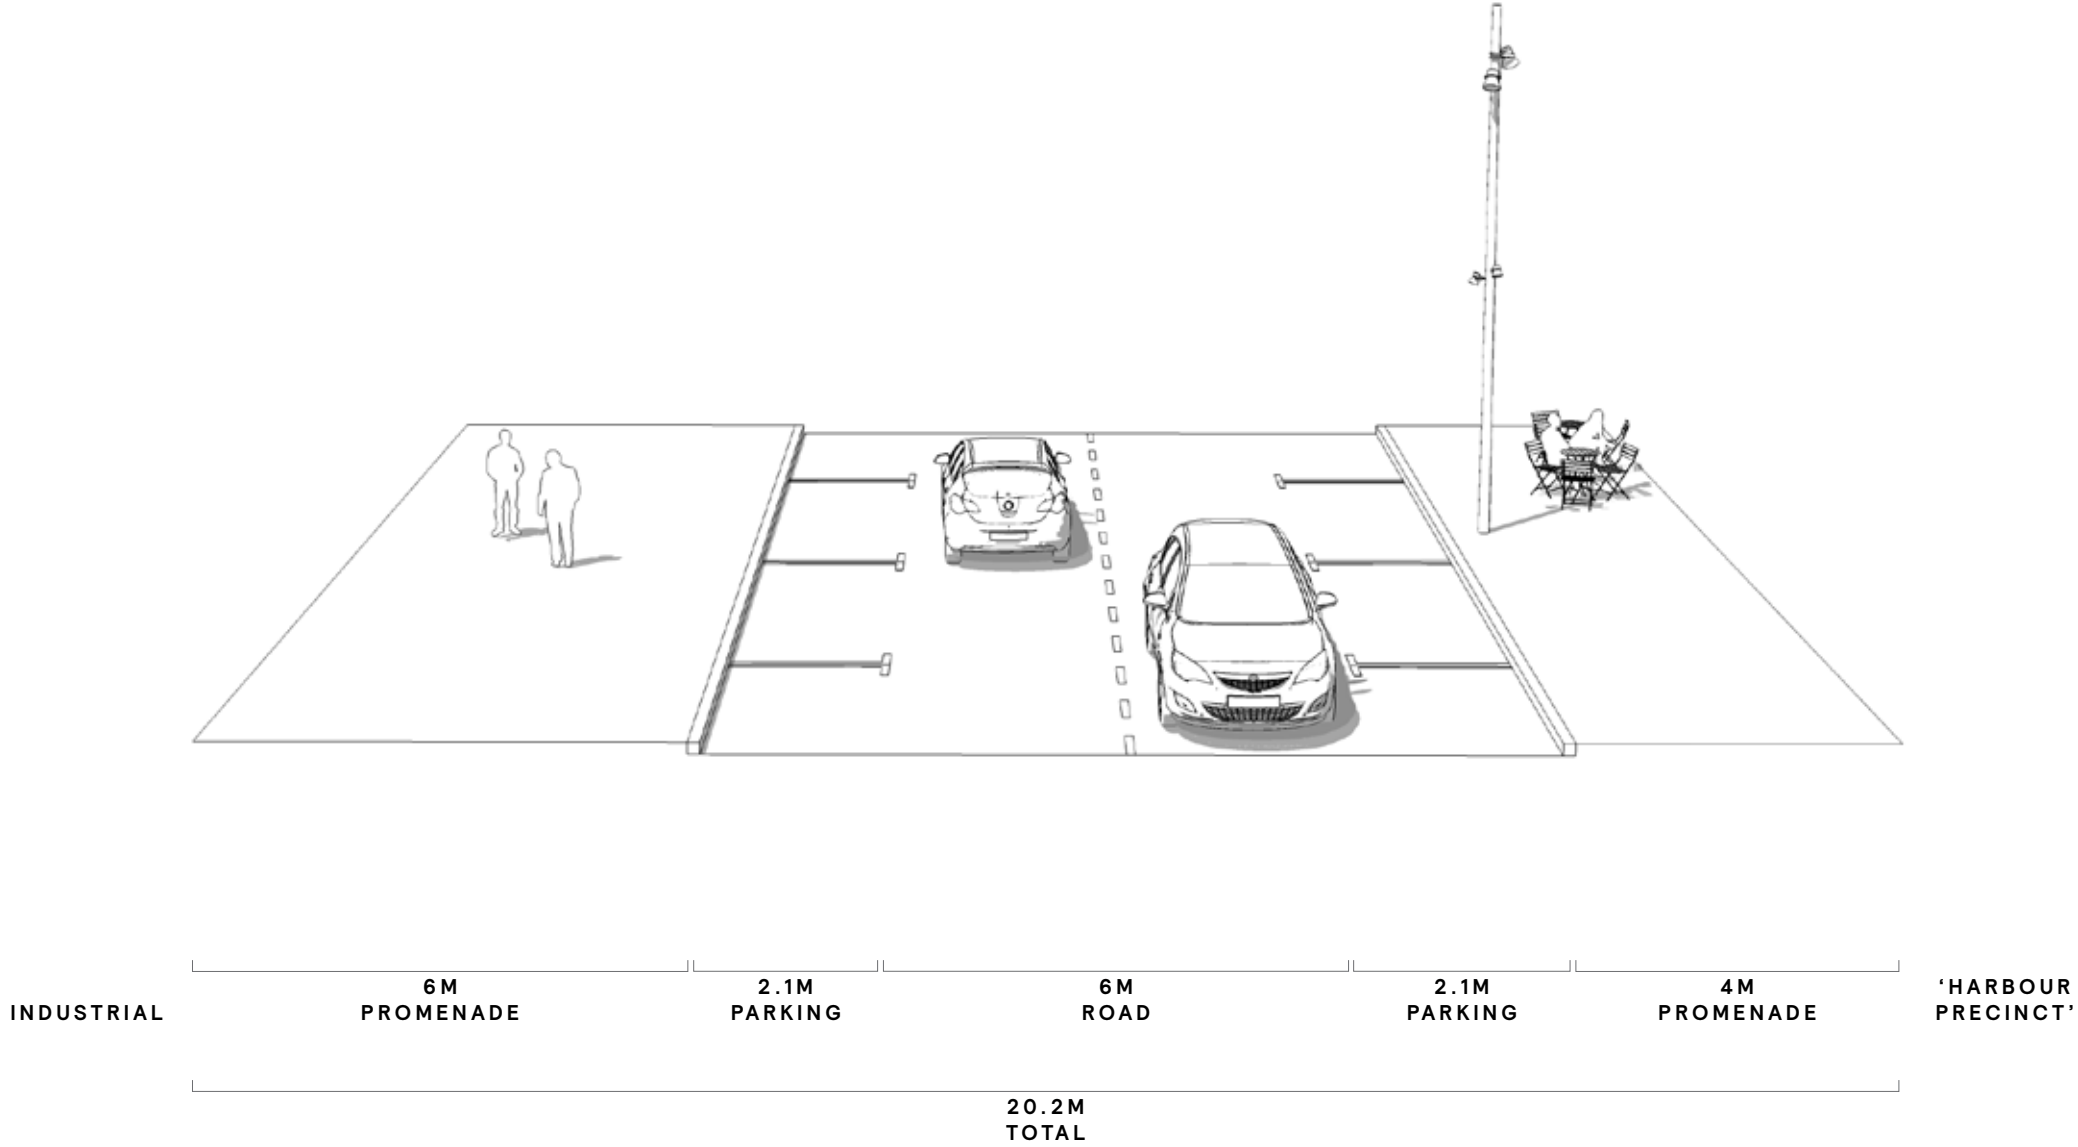 6M
PROMENADE
2.1M
PARKING
6M
ROAD
2.1M
PARKING
4M
PROMENADE
INDUSTRIAL
‘HARBOUR
PRECINCT’
20.2M
TOTAL